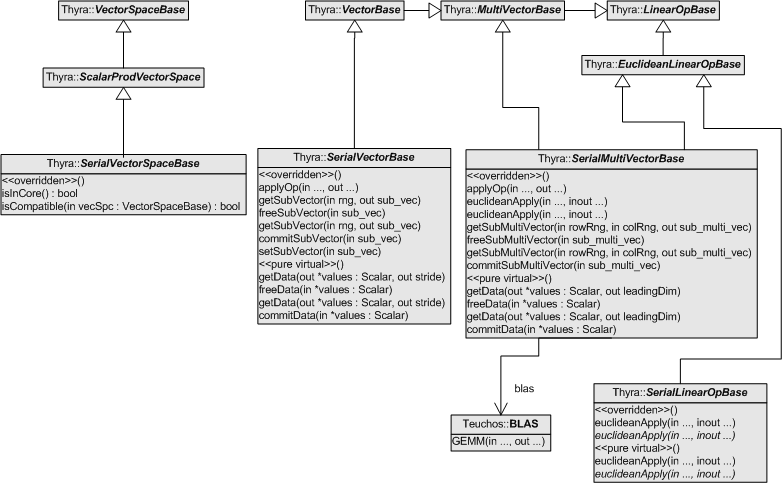 Thyra::VectorSpaceBase
Thyra::ScalarProdVectorSpace
Thyra::SerialVectorSpaceBase
<<overridden>>()
isInCore() : bool
isCompatible(in vecSpc : VectorSpaceBase) : bool
Thyra::VectorBase
Thyra::MultiVectorBase
Thyra::LinearOpBase
Thyra::EuclideanLinearOpBase
Thyra::SerialVectorBase
<<overridden>>()
applyOp(in ..., out ...)
getSubVector(in rng, out sub_vec)
freeSubVector(in sub_vec)
getSubVector(in rng, out sub_vec)
commitSubVector(in sub_vec)
setSubVector(in sub_vec)
<<pure virtual>>()
getData(out *values : Scalar, out stride)
freeData(in *values : Scalar)
getData(out *values : Scalar, out stride)
commitData(in *values : Scalar)
Thyra::SerialMultiVectorBase
<<overridden>>()
applyOp(in ..., out ...)
euclideanApply(in ..., inout ...)
euclideanApply(in ..., inout ...)
getSubMultiVector(in rowRng, in colRng, out sub_multi_vec)
freeSubMultiVector(in sub_multi_vec)
getSubMultiVector(in rowRng, in colRng, out sub_multi_vec)
commitSubMultiVector(in sub_multi_vec)
<<pure virtual>>()
getData(out *values : Scalar, out leadingDim)
freeData(in *values : Scalar)
getData(out *values : Scalar, out leadingDim)
commitData(in *values : Scalar)
blas
Teuchos::BLAS
GEMM(in ..., out ...)
Thyra::SerialLinearOpBase
<<overridden>>()
euclideanApply(in ..., inout ...)
euclideanApply(in ..., inout ...)
<<pure virtual>>()
euclideanApply(in ..., inout ...)
euclideanApply(in ..., inout ...)